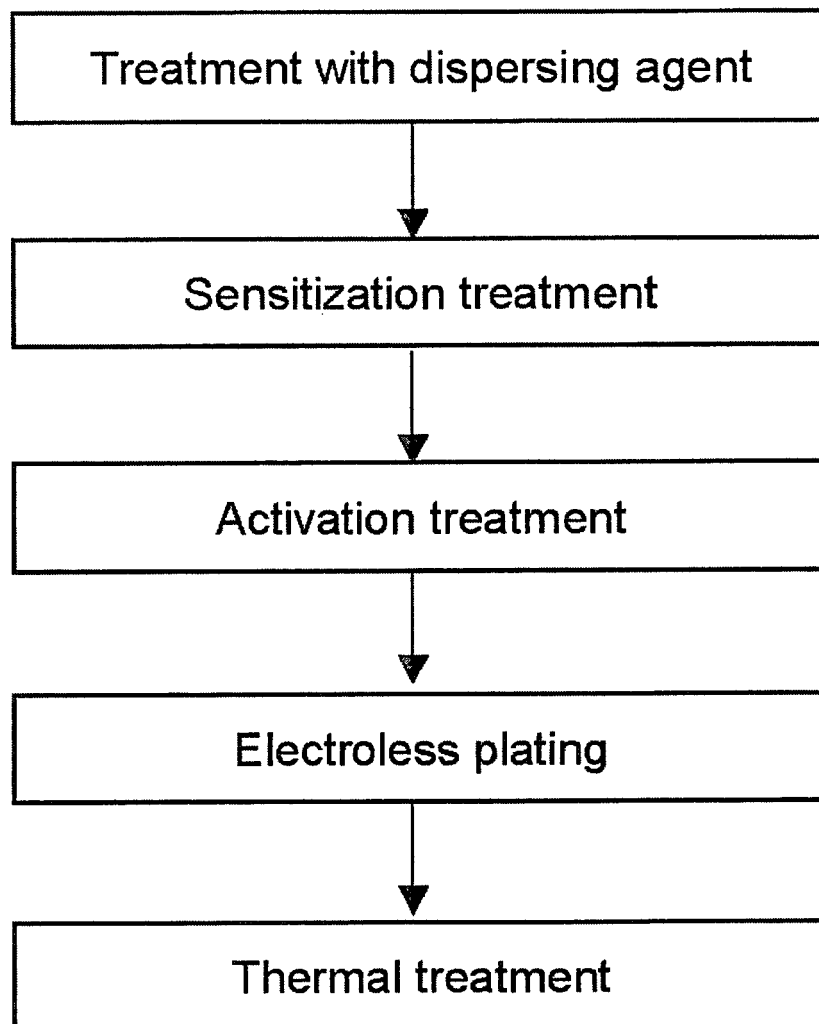 Treatment with dispersing agent
Sensitization treatment
Activation treatment
Electroless plating
Thermal treatment